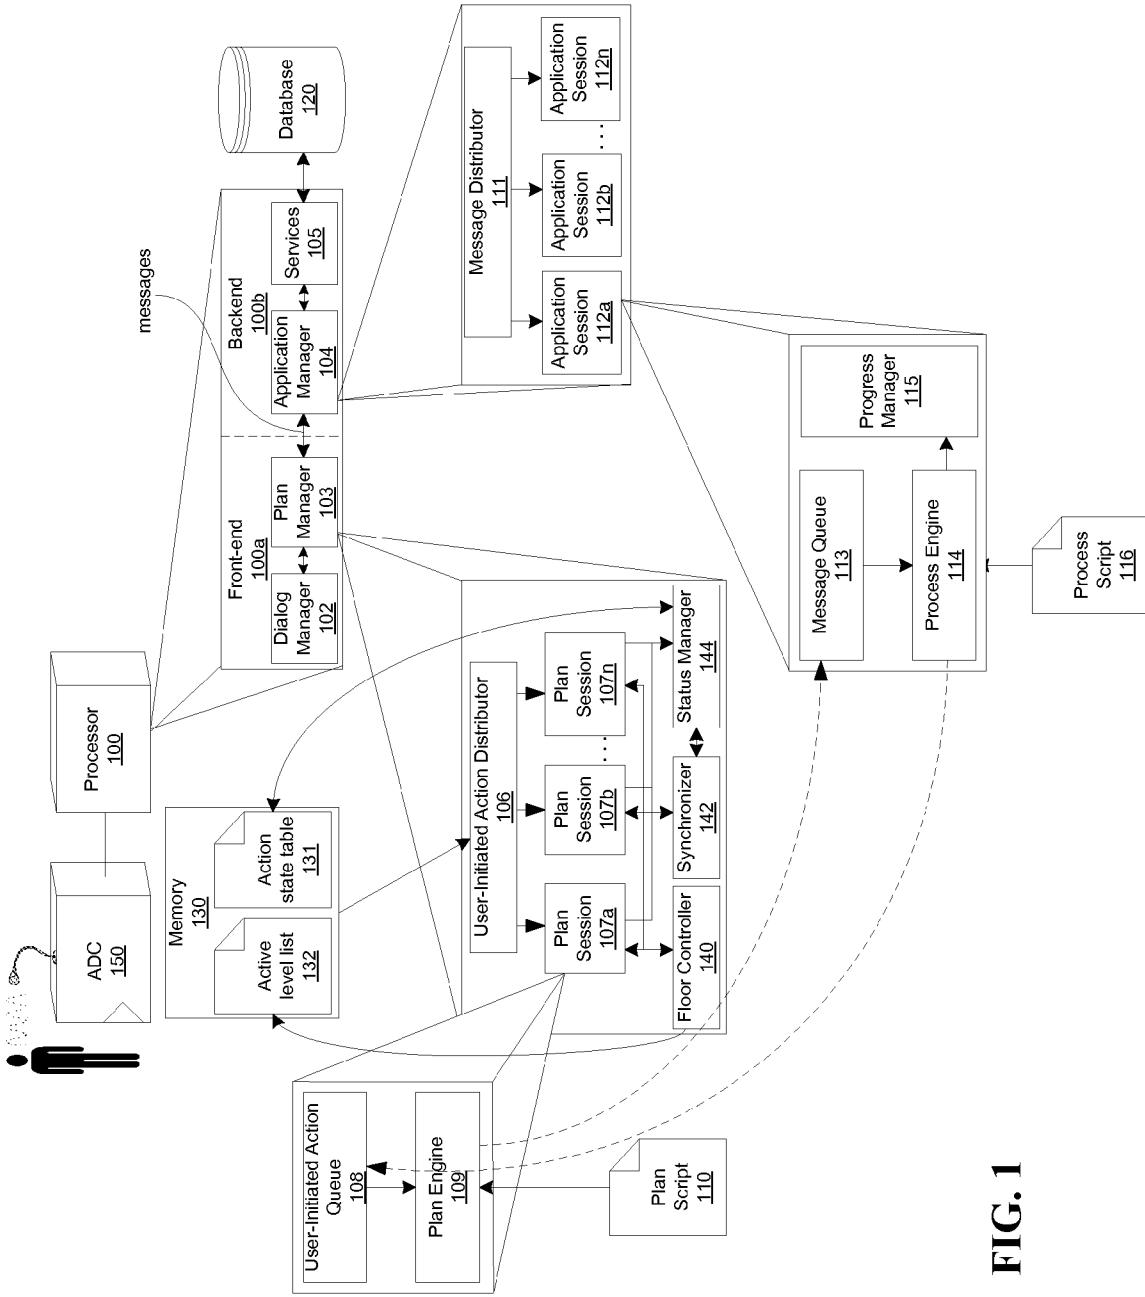 ADC
150
Processor
100
Memory
130
Active
level list
132
Action
state table
131
Front-end
100a
Backend
100b
Dialog
Manager
102
Plan
Manager
103
Application
Manager
104
Services
105
Database
120
messages
User-Initiated Action
Queue
108
Plan Engine
109
Plan
Script
110
User-Initiated Action Distributor
106
Plan
Session
107a
Plan
Session
107b
....
Plan
Session
107n
Floor Controller
140
Synchronizer
142
Status Manager
144
Message Distributor
111
Application
Session
112a
Application
Session
112b
....
Application
Session
112n
Message Queue
113
Process Engine
114
Progress
Manager
115
Process
Script
116
FIG. 1